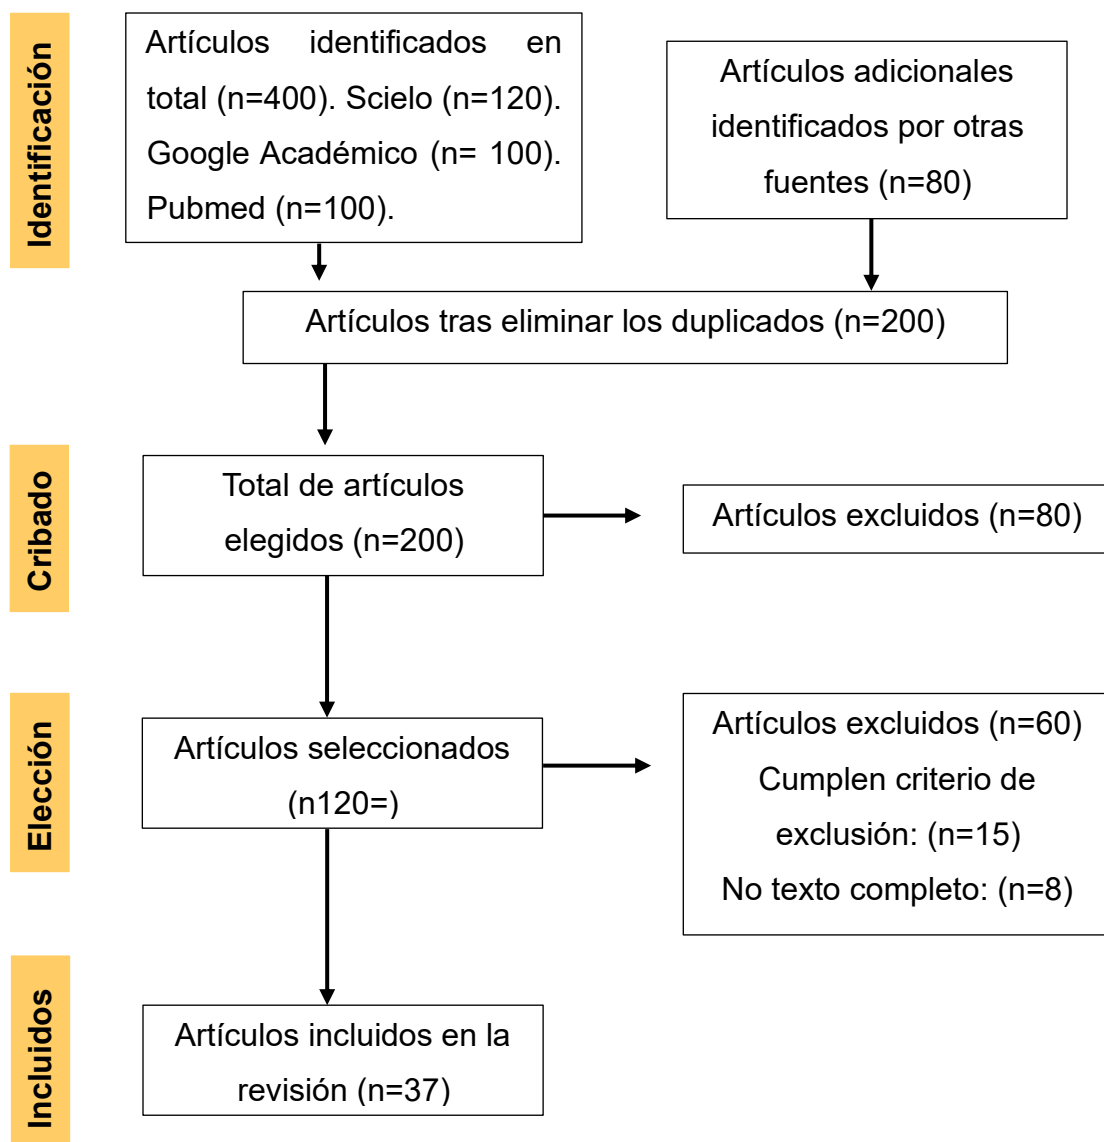 Identificación
Artículos identificados en
total (n=400). Scielo (n=120).
Google Académico (n= 100).
Pubmed (n=100).
Artículos adicionales
identificados por otras
fuentes (n=80)
Artículos tras eliminar los duplicados (n=200)
Cribado
Total de artículos
elegidos (n=200)
Artículos excluidos (n=80)
Elección
Artículos seleccionados
(n120=)
Artículos excluidos (n=60)
Cumplen criterio de
exclusión: (n=15)
No texto completo: (n=8)
Incluidos
Artículos incluidos en la
revisión (n=37)